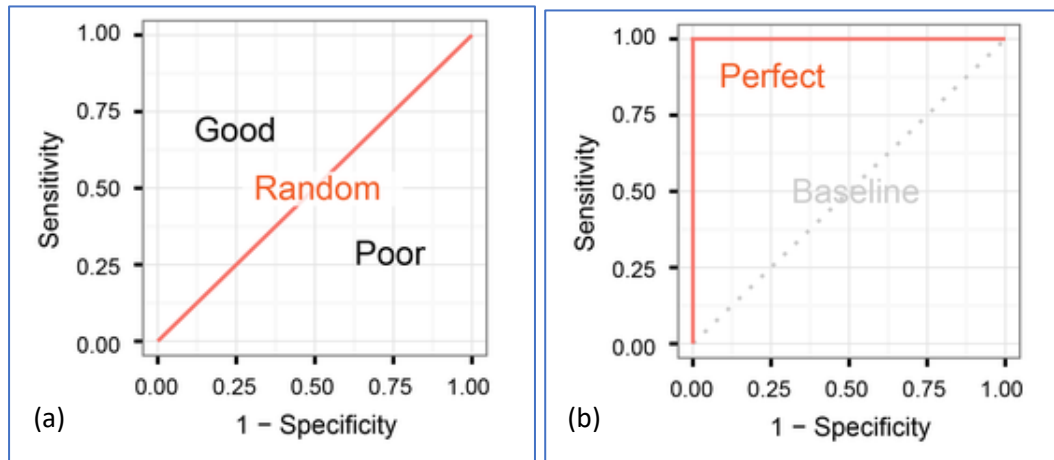 1.00
0.75
0.50
0.25
0.00
Sensitivity
Good
Random
Poor
0.00 0.25 0.50 0.75 1.00
1 − Specificity
(a)
1.00
0.75
0.50
0.25
0.00
Sensitivity
Perfect
Baseline
0.00 0.25 0.50 0.75 1.00
1 − Specificity
(b)